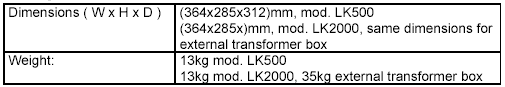 Dimensions ( W x H x D ) (364x285x312)mm, mod. LK500
(364x285x)mm, mod. LK2000, same dimensions for
external transformer box
Weight: 13kg mod. LK500
13kg mod. LK2000, 35kg external transformer box